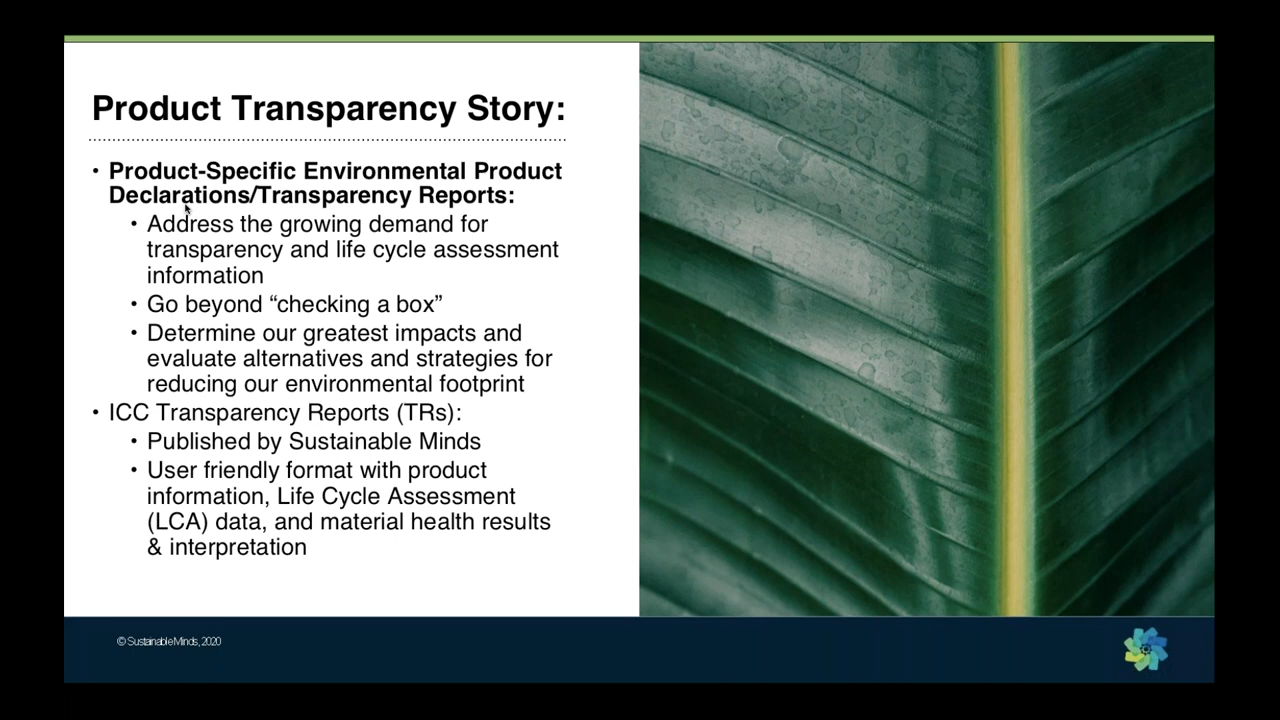 Product Transparency Story:
• Product-Specific Environmental Product
Declarations/Transparency Reports:
• Address the growing demand for
transparency and life cycle assessment
information
• Go beyond “checking a box”
• Determine our greatest impacts and
evaluate alternatives and strategies for
reducing our environmental footprint
• ICC Transparency Reports (TRs):
• Published by Sustainable Minds
• User friendly format with product
information, Life Cycle Assessment
(LCA) data, and material health results
& interpretation
© Sustainable Minds, 2020